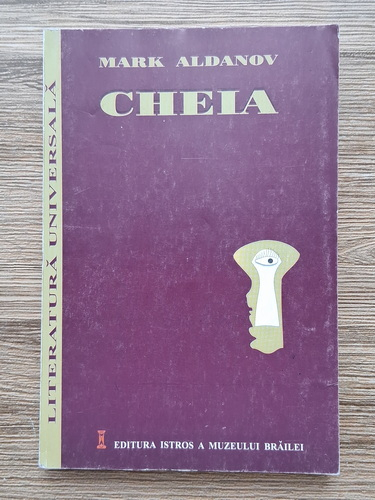 MARK ALDANOV
CHEIA
LITERATURĂ UNIVERSALĂ
EDITURA ISTROS A MUZEULUI BRĂILEI